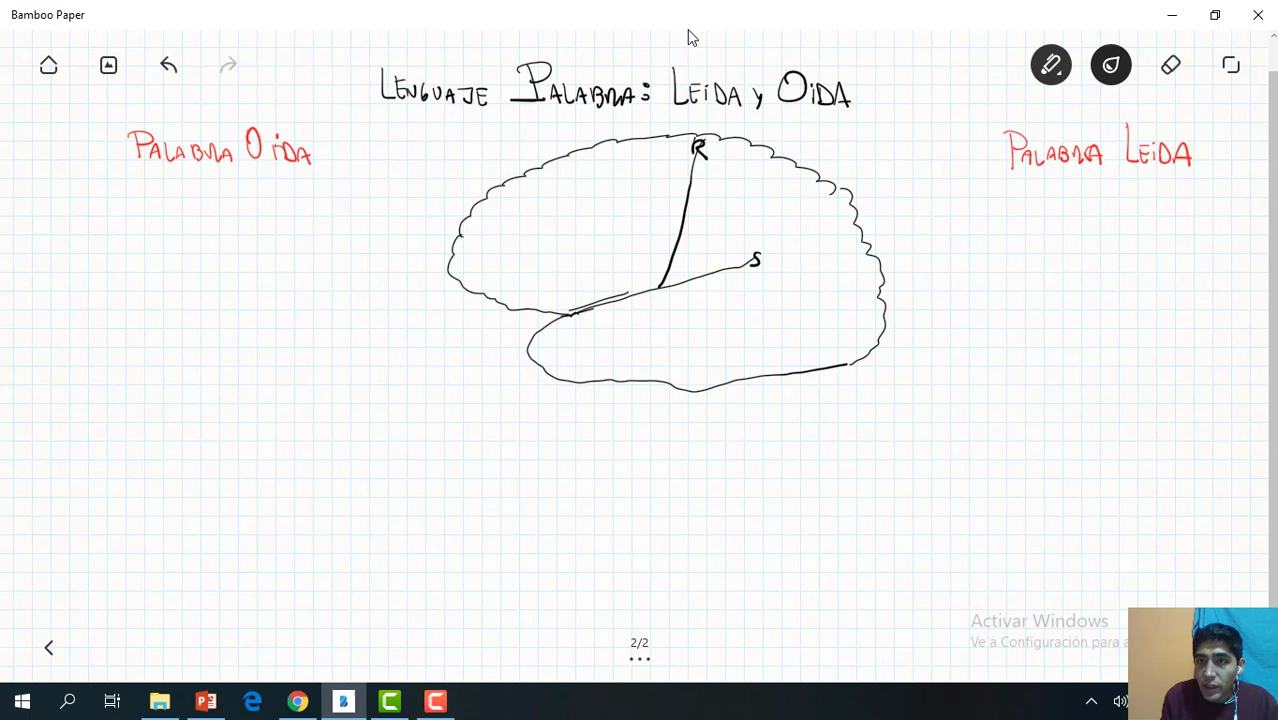 Bamboo Paper
LENGUAJE PALABRA: LEIDA y OIDA
PALABRA OIDA
PALABRA LEIDA
R
S
Activar Windows
Ve a Configuración para a
2/2